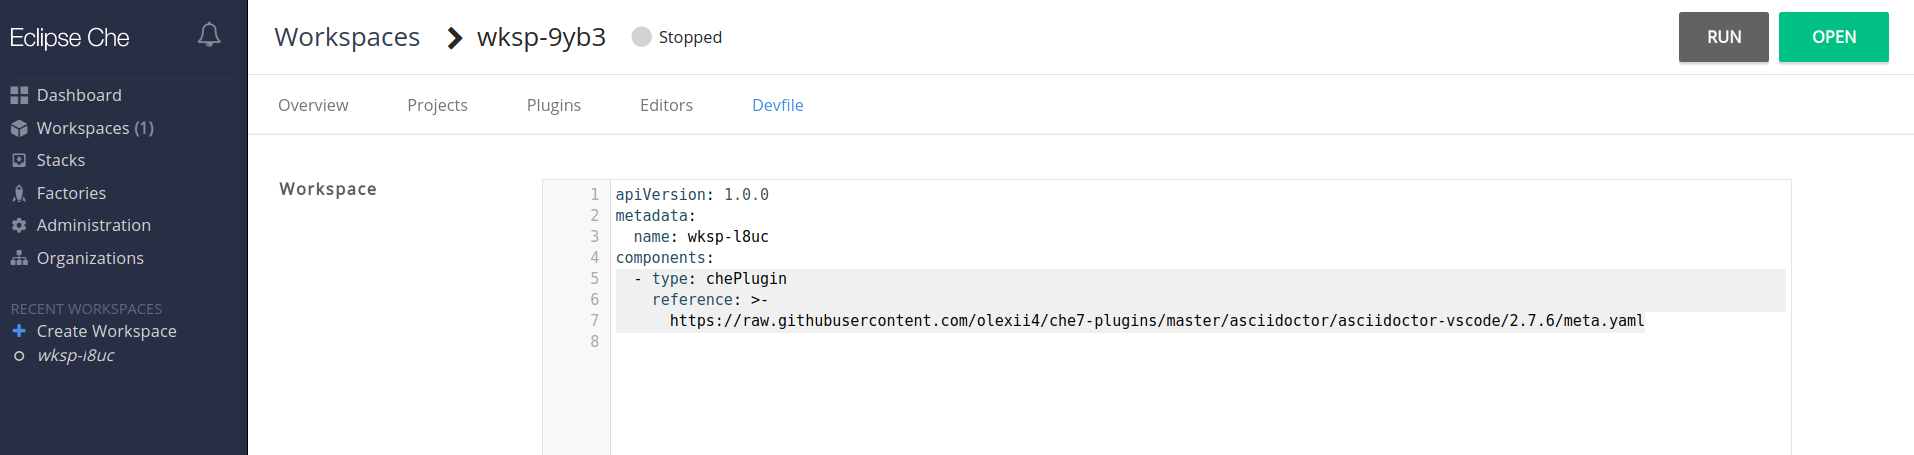 Eclipse Che
Dashboard
Workspaces (1)
Stacks
Factories
Administration
Organizations
RECENT WORKSPACES
Create Workspace
wksp-l8uc
Workspaces wksp-9yb3 Stopped
RUN OPEN
Overview Projects Plugins Editors Devfile
Workspace
1 apiVersion: 1.0.0
2 metadata:
3 name: wksp-l8uc
4 components:
5 - type: chePlugin
6 reference: >-
7 https://raw.githubusercontent.com/olexii4/che7-plugins/master/asciidoctor/asciidoctor-vscode/2.7.6/meta.yaml
8